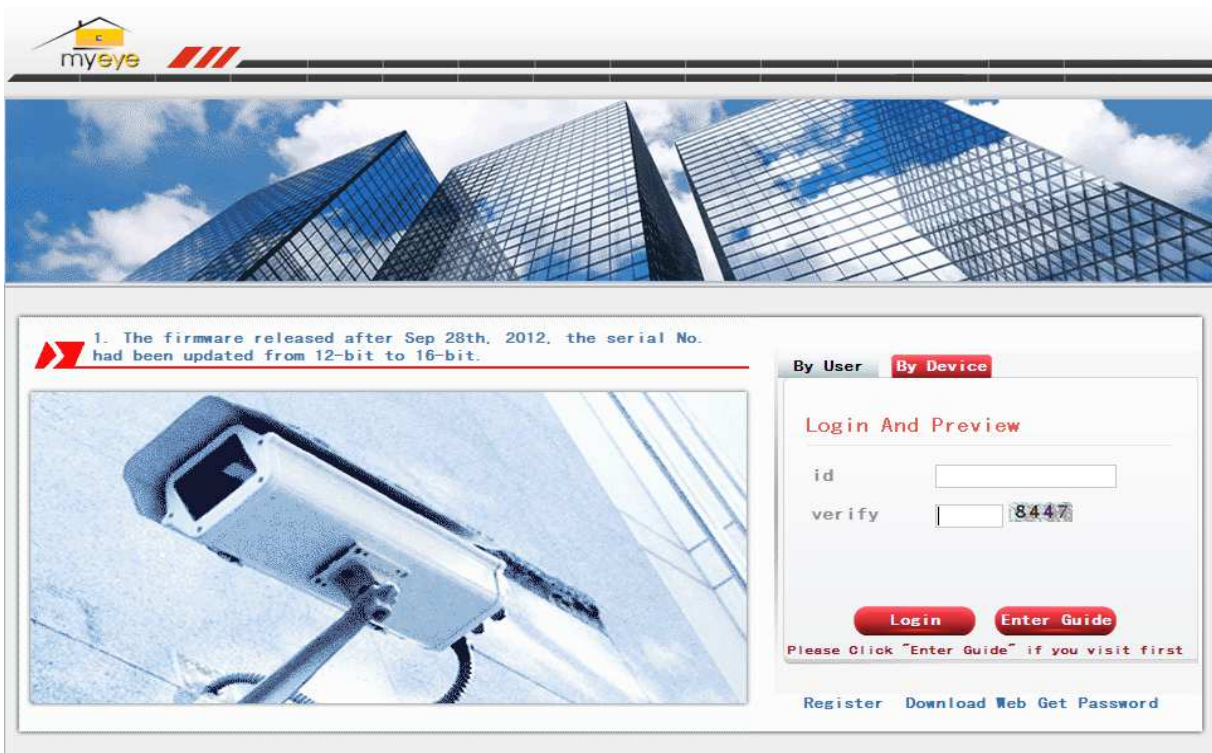 myeye
1. The firmware released after Sep 28th, 2012, the serial No.
had been updated from 12-bit to 16-bit.
By User By Device
Login And Preview
id
verify 8447
Login Enter Guide
Please Click "Enter Guide" if you visit first
Register Download Web Get Password